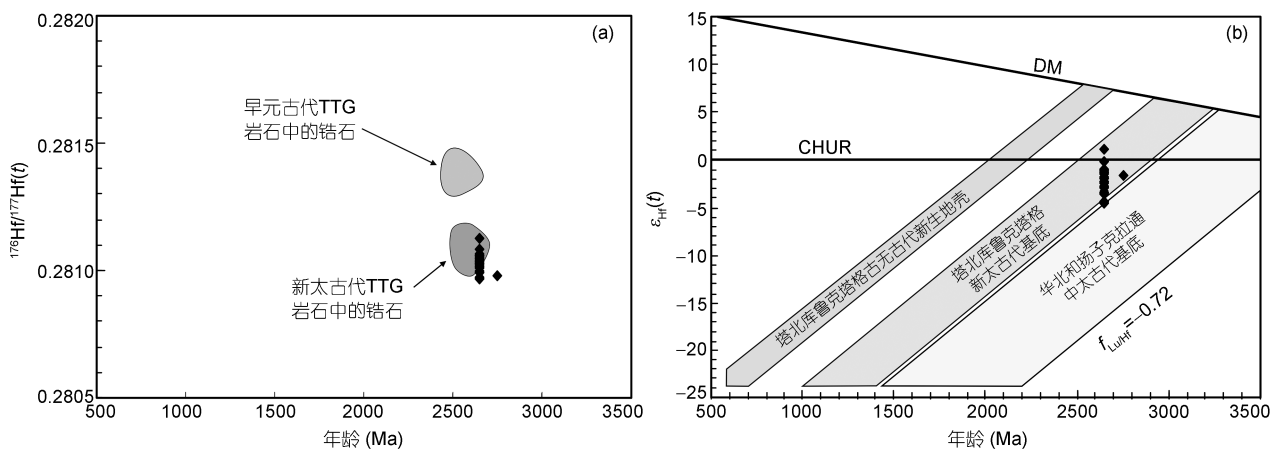 (a)
0.2820
0.2815
0.2810
0.2805
¹⁷⁶Hf/¹⁷⁷Hf(t)
早元古代TTG
岩石中的锆石
新太古代TTG
岩石中的锆石
500
1000
1500
2000
2500
3000
3500
年龄 (Ma)
(b)
15
10
5
0
−5
−10
−15
−20
−25
εHf(t)
DM
CHUR
塔北库鲁克塔格古元古代新生地壳
塔北库鲁克塔格
新太古代基底
华北和扬子克拉通
中太古代基底
fLu/Hf=−0.72
500
1000
1500
2000
2500
3000
3500
年龄 (Ma)